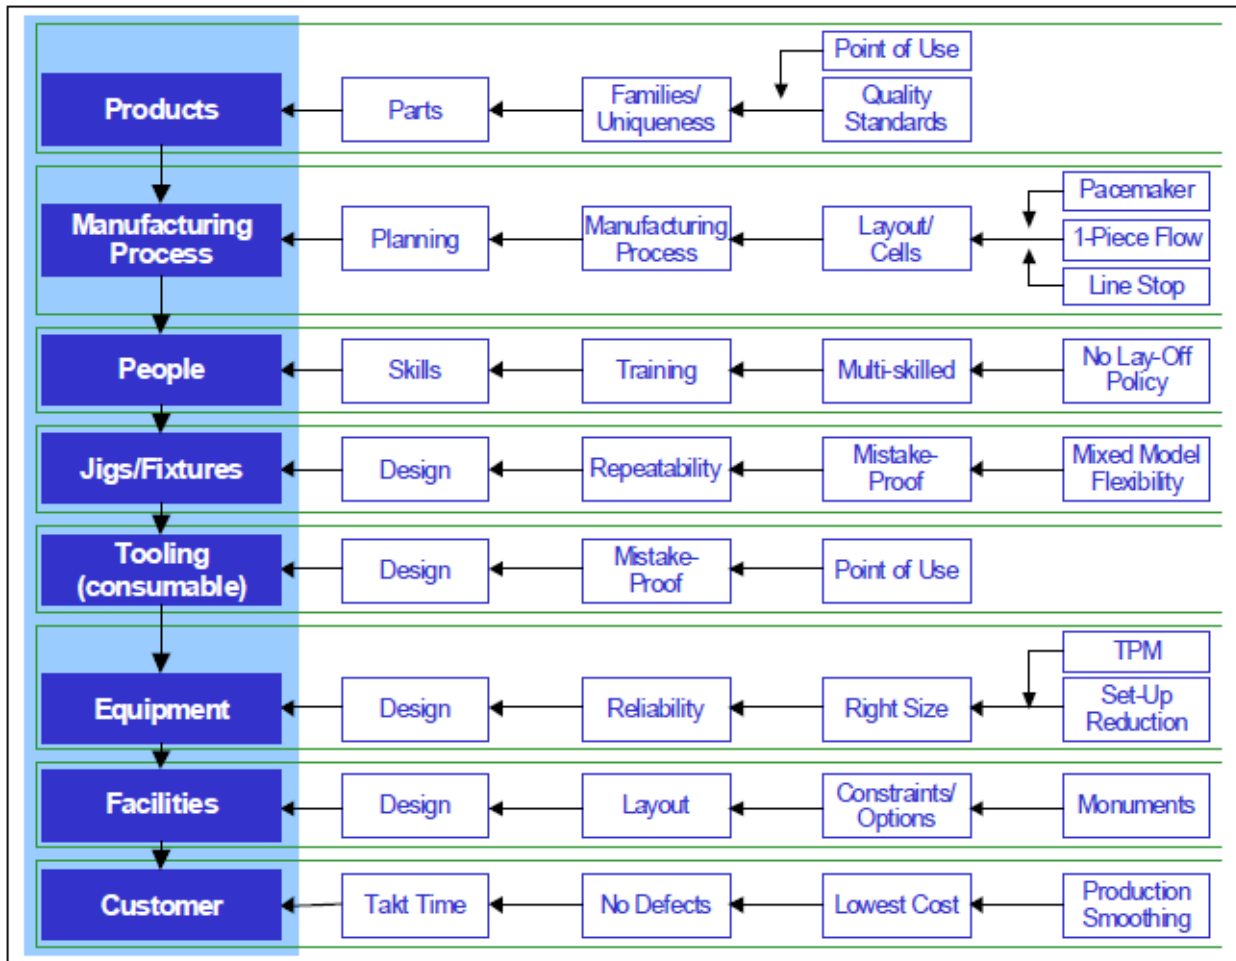 Point of Use
Products
Parts
Families/
Uniqueness
Quality
Standards
Pacemaker
Manufacturing
Process
Planning
Manufacturing
Process
Layout/
Cells
1-Piece Flow
Line Stop
People
Skills
Training
Multi-skilled
No Lay-Off
Policy
Jigs/Fixtures
Design
Repeatability
Mistake-
Proof
Mixed Model
Flexibility
Tooling
(consumable)
Design
Mistake-
Proof
Point of Use
TPM
Equipment
Design
Reliability
Right Size
Set-Up
Reduction
Facilities
Design
Layout
Constraints/
Options
Monuments
Customer
Takt Time
No Defects
Lowest Cost
Production
Smoothing